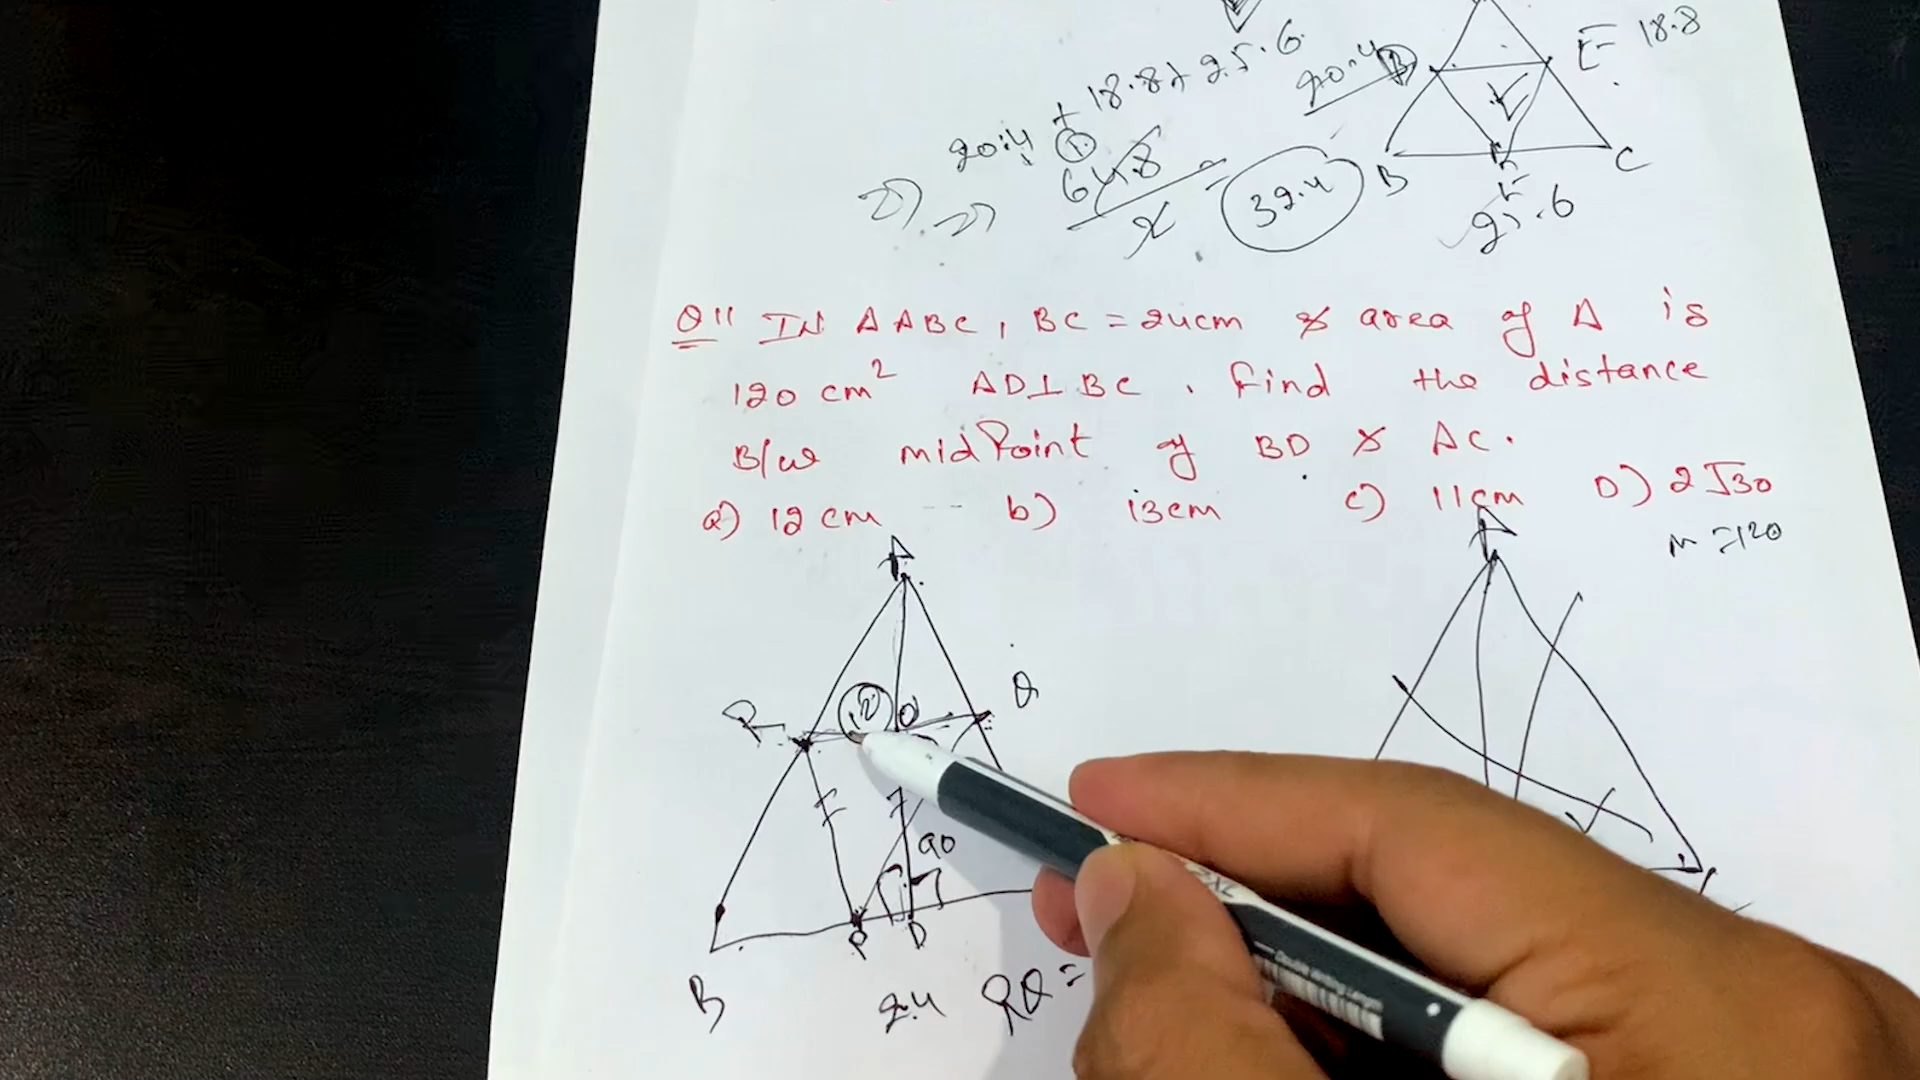 E 18.8
20.4 + 18.8 + 25.6
20.4
64.8
32.4
B C
25.6
Q11 IN ΔABC, BC = 24cm & area of Δ is
120 cm² AD⊥BC . Find the distance
B/w midPoint of BD & AC.
a) 12 cm b) 13cm c) 11cm D) 2√30
A A
R O Q
90
B P D
24 RQ =